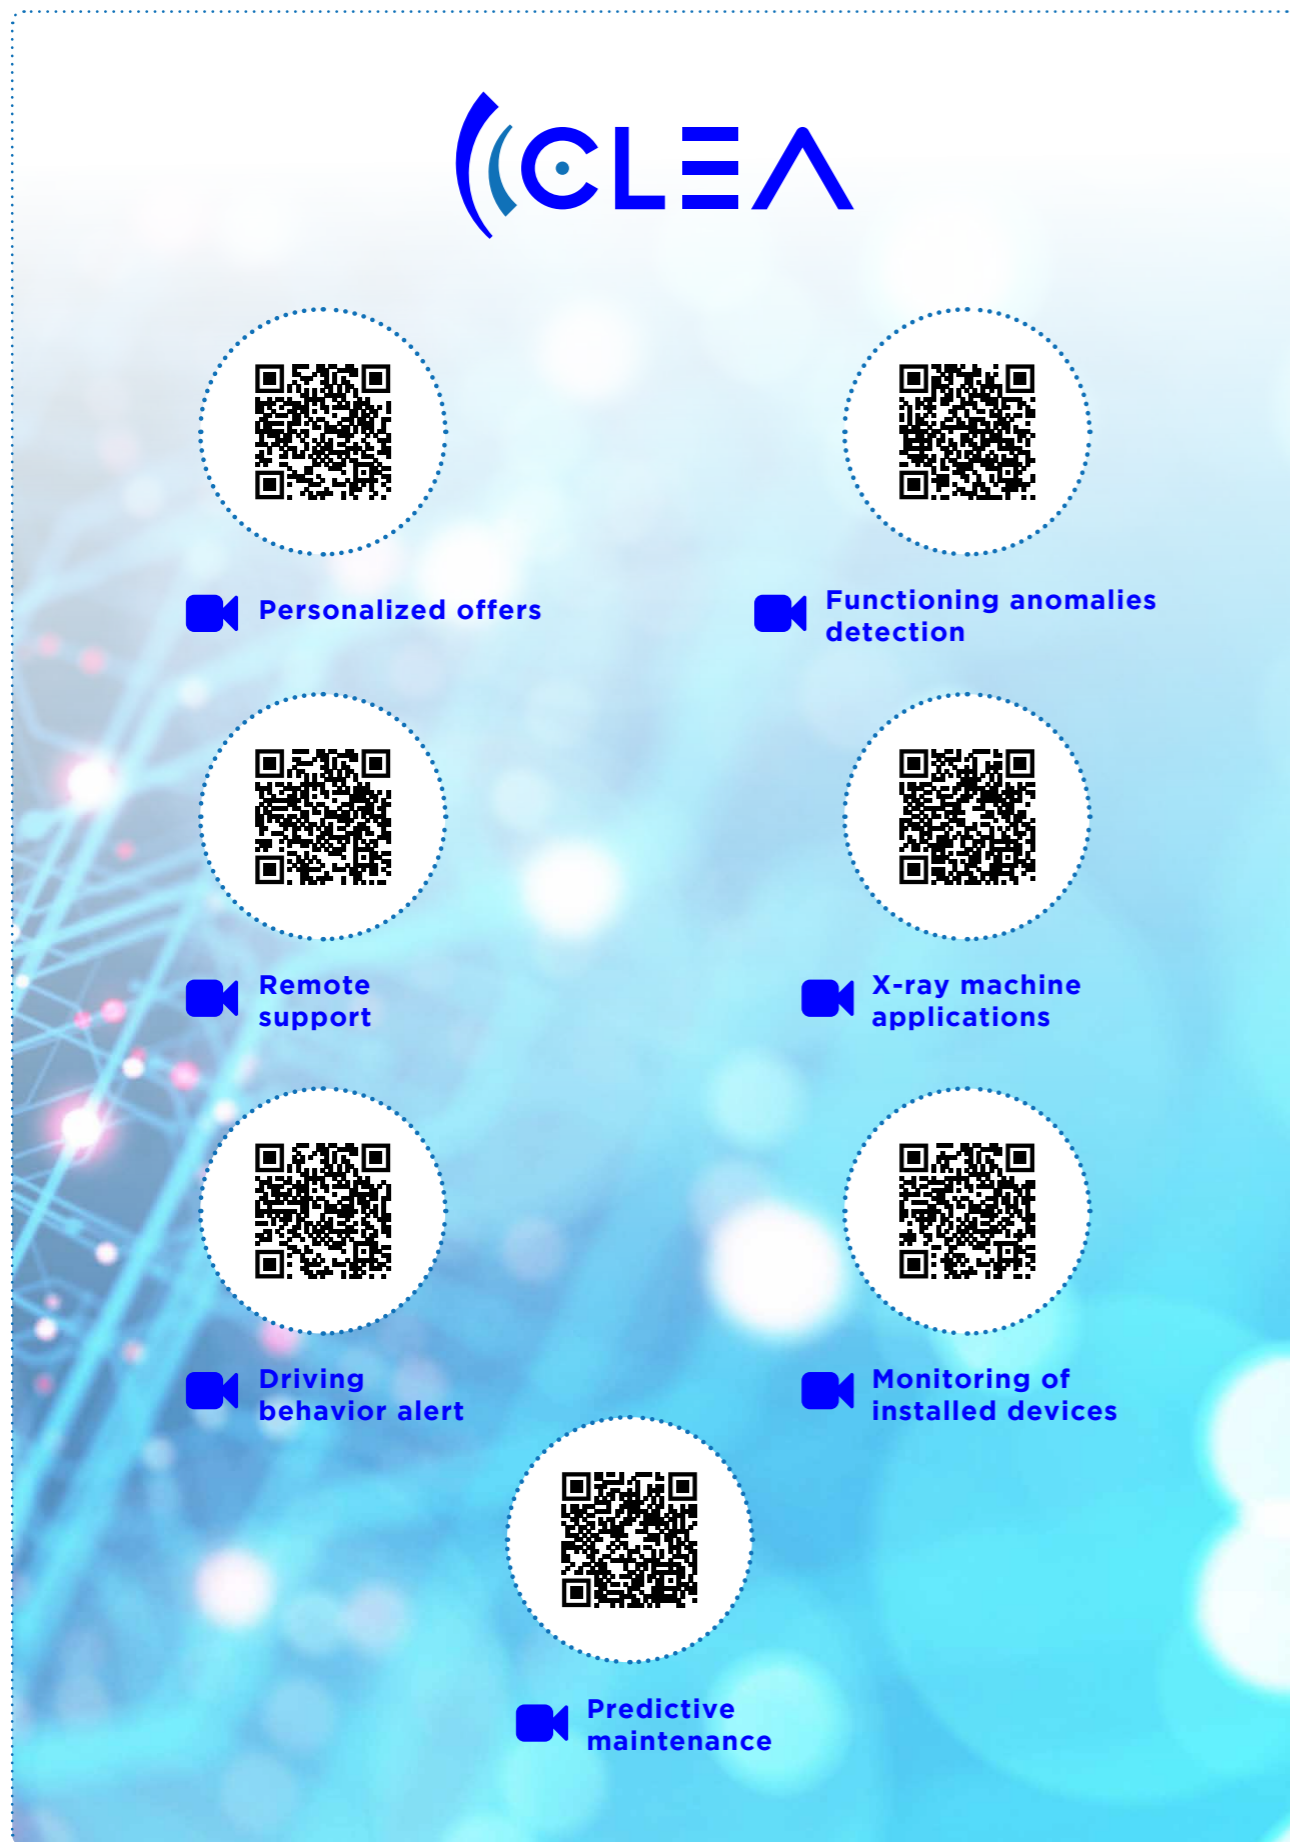 CLEA
Personalized offers
Functioning anomalies
detection
Remote
support
X-ray machine
applications
Driving
behavior alert
Monitoring of
installed devices
Predictive
maintenance